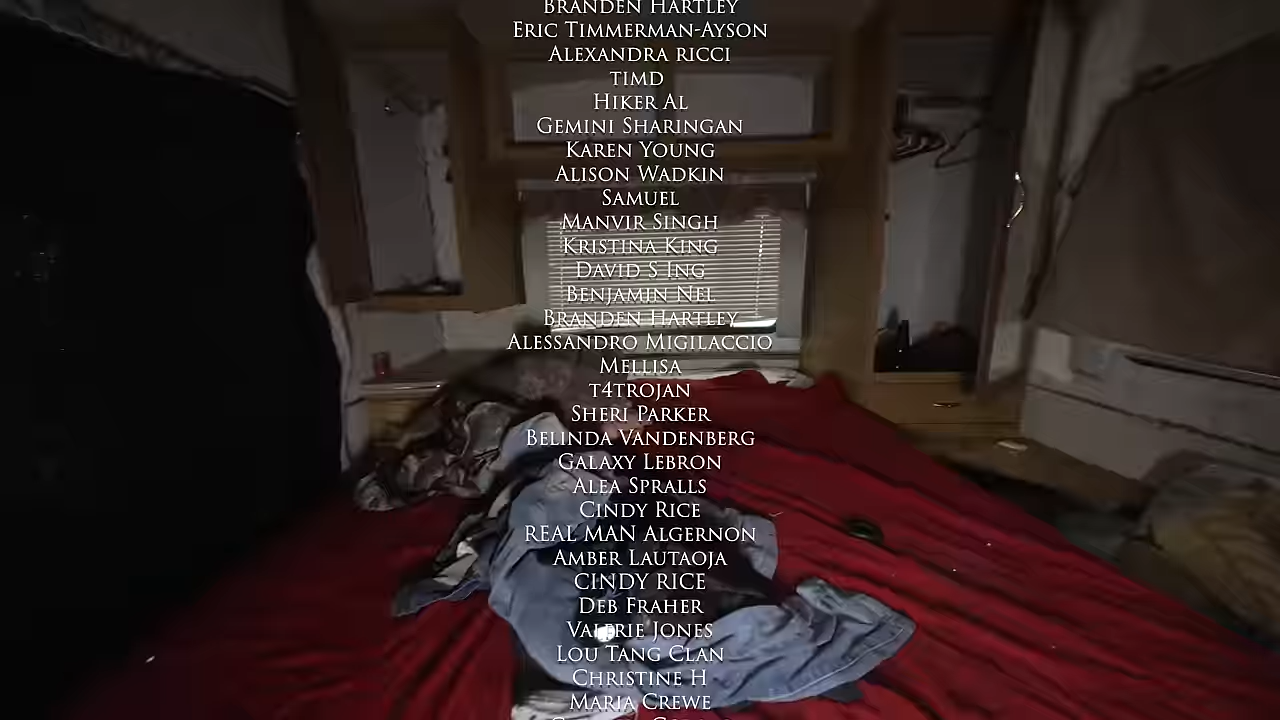 BRANDEN HARTLEY
ERIC TIMMERMAN-AYSON
ALEXANDRA RICCI
TIMD
HIKER AL
GEMINI SHARINGAN
KAREN YOUNG
ALISON WADKIN
SAMUEL
MANVIR SINGH
KRISTINA KING
DAVID S ING
BENJAMIN NEL
BRANDEN HARTLEY
ALESSANDRO MIGILACCIO
MELLISA
T4TROJAN
SHERI PARKER
BELINDA VANDENBERG
GALAXY LEBRON
ALEA SPRALLS
CINDY RICE
REAL MAN ALGERNON
AMBER LAUTAOJA
CINDY RICE
DEB FRAHER
VALERIE JONES
LOU TANG CLAN
CHRISTINE H
MARIA CREWE